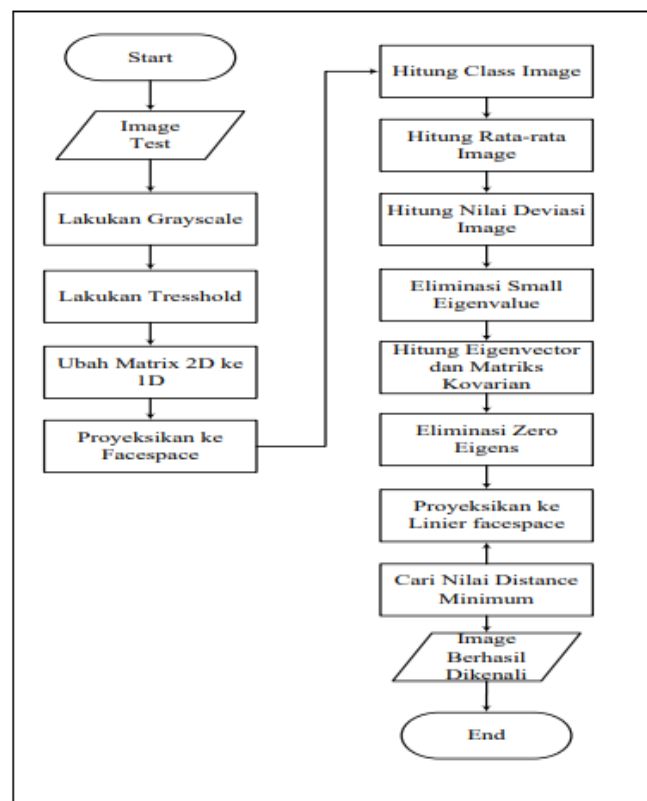 Start
Image
Test
Lakukan Grayscale
Lakukan Tresshold
Ubah Matrix 2D ke
1D
Proyeksikan ke
Facespace
Hitung Class Image
Hitung Rata-rata
Image
Hitung Nilai Deviasi
Image
Eliminasi Small
Eigenvalue
Hitung Eigenvector
dan Matriks
Kovarian
Eliminasi Zero
Eigens
Proyeksikan ke
Linier facespace
Cari Nilai Distance
Minimum
Image
Berhasil
Dikenali
End